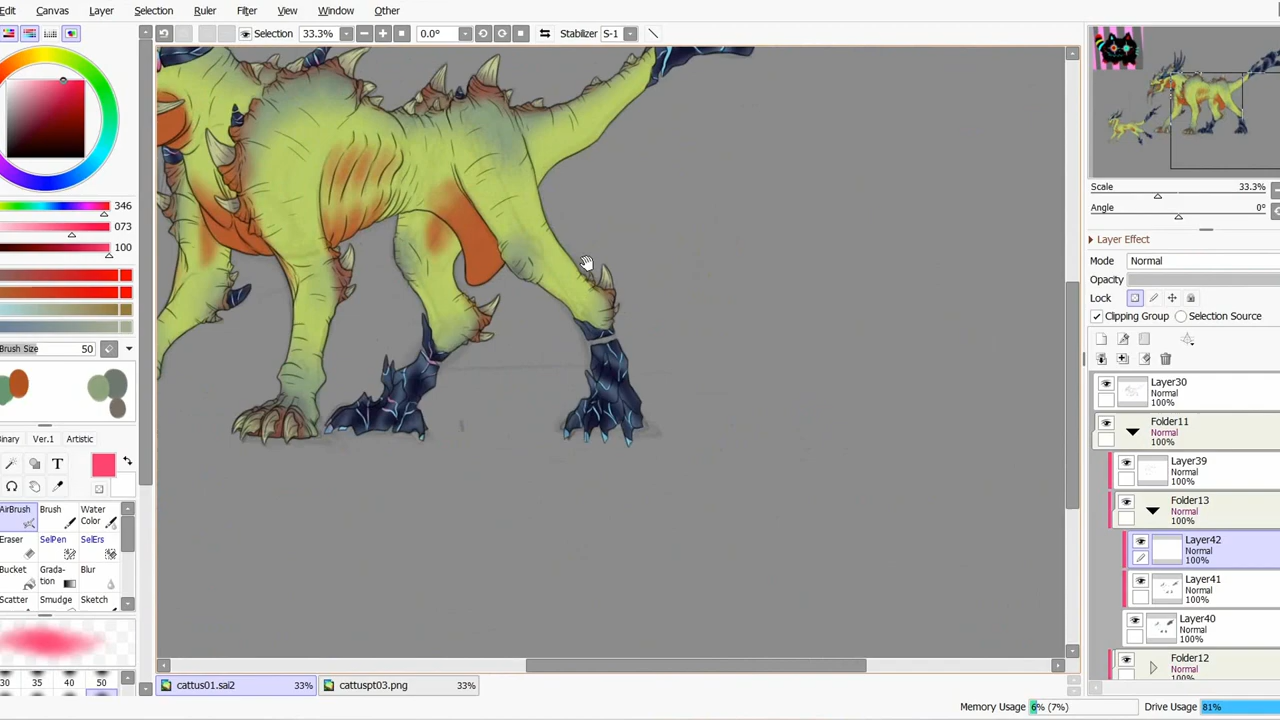 Edit Canvas Layer Selection Ruler Filter View Window Other
Selection 33.3% 0.0° Stabilizer S-1
346
073
100
Brush Size 50
Binary Ver.1 Artistic
T
AirBrush Brush Water Color
Eraser SelPen SelErs
Bucket Gradation Blur
Scatter Smudge Sketch
30 35 40 50
Scale 33.3%
Angle 0°
Layer Effect
Mode Normal
Opacity
Lock
Clipping Group Selection Source
Layer30
Normal
100%
Folder11
Normal
100%
Layer39
Normal
100%
Folder13
Normal
100%
Layer42
Normal
100%
Layer41
Normal
100%
Layer40
Normal
100%
Folder12
Normal
100%
cattus01.sai2 33% cattuspt03.png 33%
Memory Usage 6% (7%) Drive Usage 81%